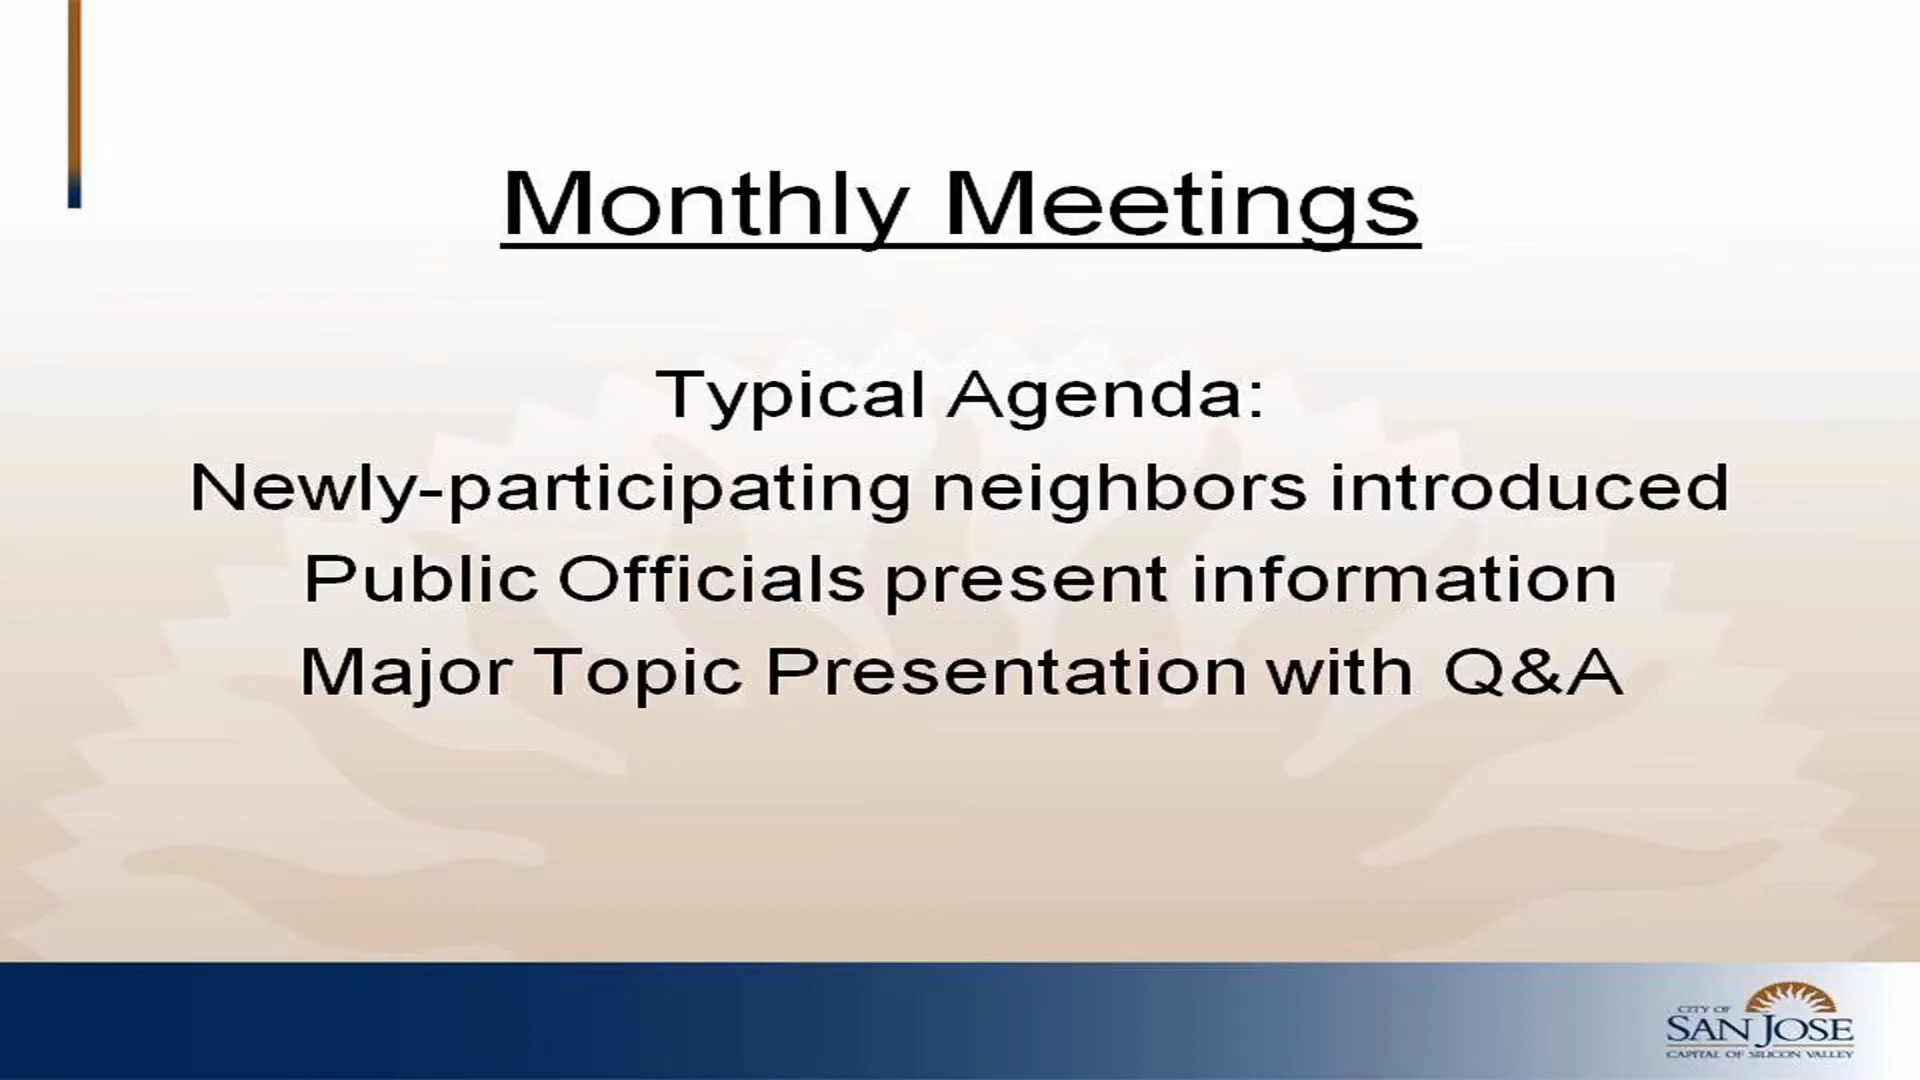 Monthly Meetings
Typical Agenda:
Newly-participating neighbors introduced
Public Officials present information
Major Topic Presentation with Q&A
CITY OF
SAN JOSE
CAPITAL OF SILICON VALLEY